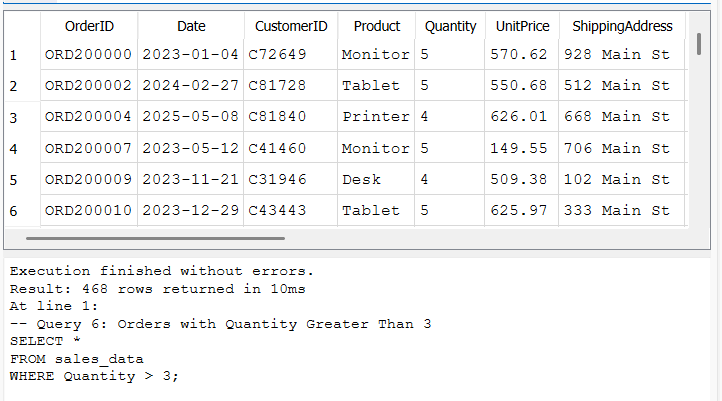 OrderID Date CustomerID Product Quantity UnitPrice ShippingAddress
1 ORD200000 2023-01-04 C72649 Monitor 5 570.62 928 Main St
2 ORD200002 2024-02-27 C81728 Tablet 5 550.68 512 Main St
3 ORD200004 2025-05-08 C81840 Printer 4 626.01 668 Main St
4 ORD200007 2023-05-12 C41460 Monitor 5 149.55 706 Main St
5 ORD200009 2023-11-21 C31946 Desk 4 509.38 102 Main St
6 ORD200010 2023-12-29 C43443 Tablet 5 625.97 333 Main St
Execution finished without errors.
Result: 468 rows returned in 10ms
At line 1:
-- Query 6: Orders with Quantity Greater Than 3
SELECT *
FROM sales_data
WHERE Quantity > 3;